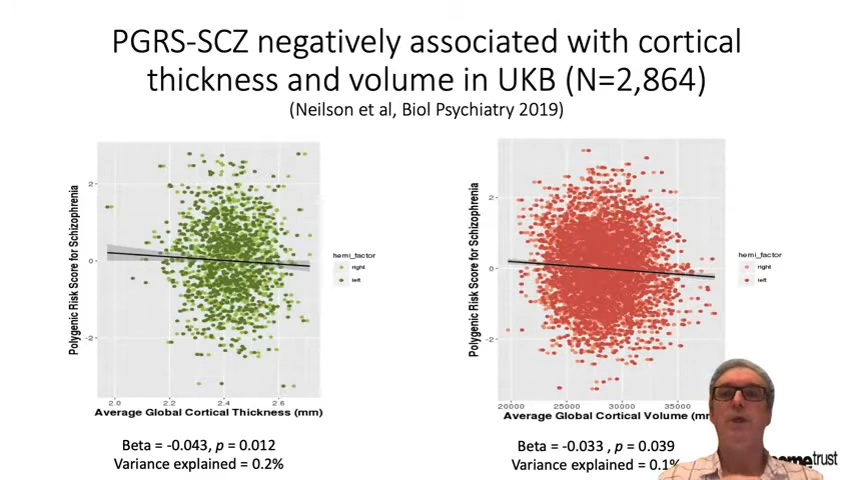 PGRS-SCZ negatively associated with cortical
thickness and volume in UKB (N=2,864)
(Neilson et al, Biol Psychiatry 2019)
Polygenic Risk Score for Schizophrenia
2
0
-2
2.0 2.2 2.4 2.6
Average Global Cortical Thickness (mm)
hemi_factor
right
left
Beta = -0.043, p = 0.012
Variance explained = 0.2%
Polygenic Risk Score for Schizophrenia
2
0
-2
20000 25000 30000 35000
Average Global Cortical Volume (mm
hemi_factor
right
left
Beta = -0.033 , p = 0.039
Variance explained = 0.1%
trust